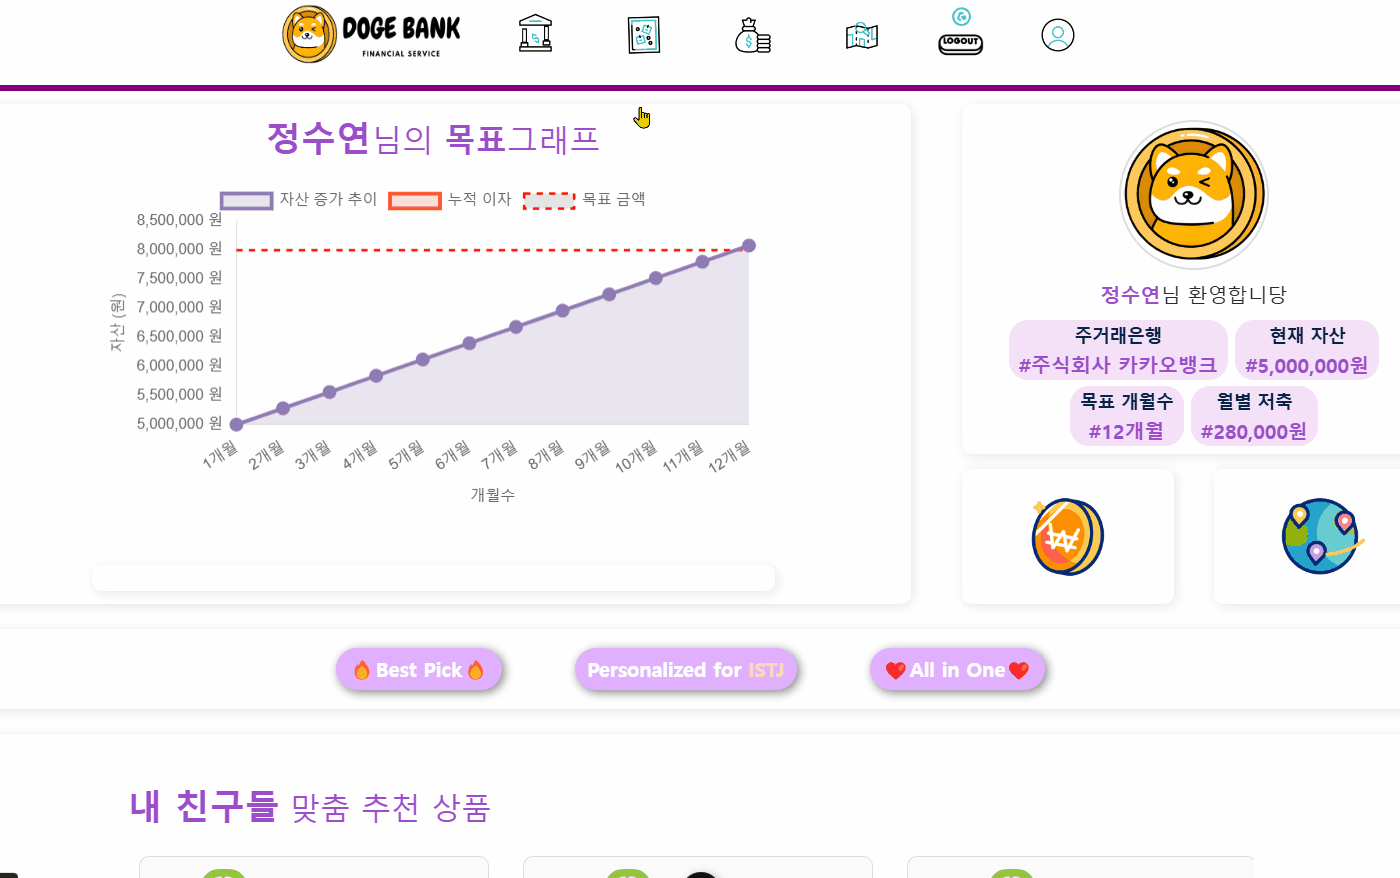 DOGE BANK
FINANCIAL SERVICE
LOGOUT
정수연님의 목표그래프
자산 증가 추이 누적 이자 목표 금액
8,500,000 원
8,000,000 원
7,500,000 원
7,000,000 원
6,500,000 원
6,000,000 원
5,500,000 원
5,000,000 원
자산 (원)
1개월 2개월 3개월 4개월 5개월 6개월 7개월 8개월 9개월 10개월 11개월 12개월
개월수
정수연님 환영합니당
주거래은행
#주식회사 카카오뱅크
현재 자산
#5,000,000원
목표 개월수
#12개월
월별 저축
#280,000원
🔥Best Pick🔥
Personalized for ISTJ
❤️All in One❤️
내 친구들 맞춤 추천 상품